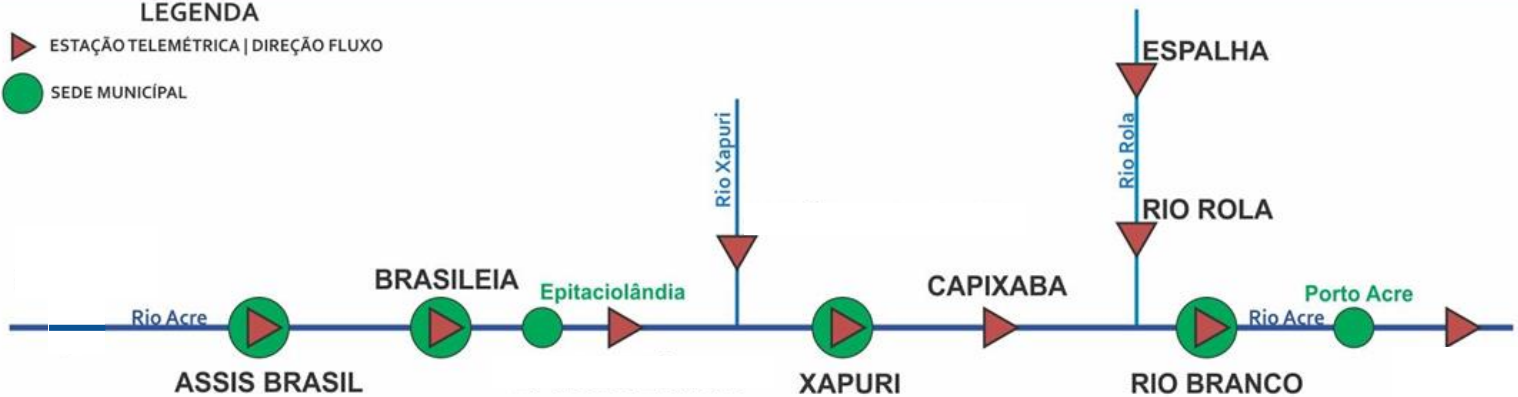 LEGENDA
ESTAÇÃO TELEMÉTRICA | DIREÇÃO FLUXO
SEDE MUNICÍPAL
ESPALHA
Rio Xapuri
Rio Rola
RIO ROLA
BRASILEIA
Epitaciolândia
CAPIXABA
Porto Acre
Rio Acre
Rio Acre
ASSIS BRASIL
XAPURI
RIO BRANCO